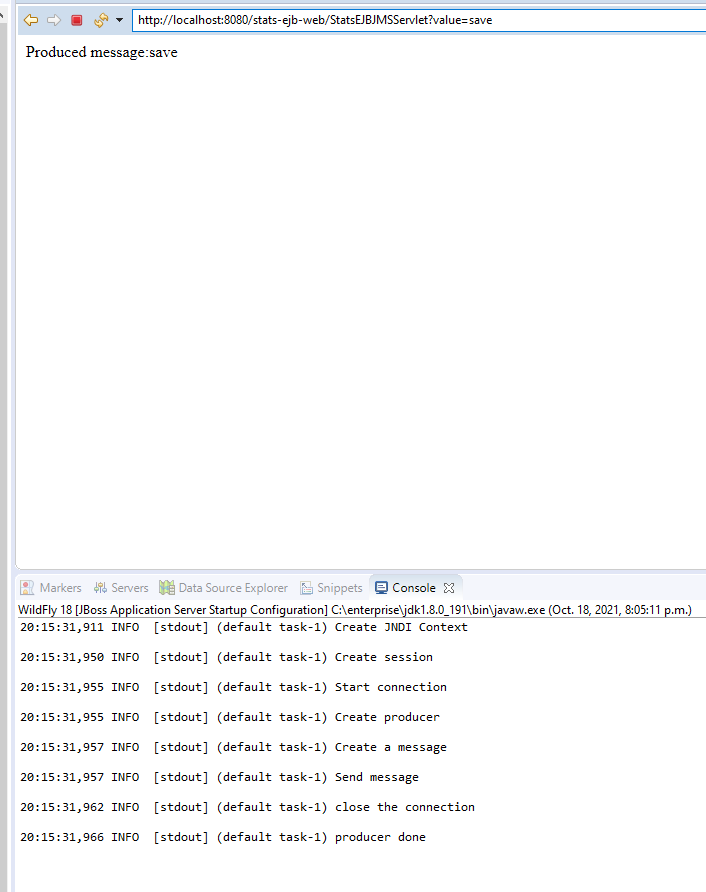 http://localhost:8080/stats-ejb-web/StatsEJBJMSServlet?value=save
Produced message:save
Markers Servers Data Source Explorer Snippets Console
WildFly 18 [JBoss Application Server Startup Configuration] C:\enterprise\jdk1.8.0_191\bin\javaw.exe (Oct. 18, 2021, 8:05:11 p.m.)
20:15:31,911 INFO  [stdout] (default task-1) Create JNDI Context
20:15:31,950 INFO  [stdout] (default task-1) Create session
20:15:31,955 INFO  [stdout] (default task-1) Start connection
20:15:31,955 INFO  [stdout] (default task-1) Create producer
20:15:31,957 INFO  [stdout] (default task-1) Create a message
20:15:31,957 INFO  [stdout] (default task-1) Send message
20:15:31,962 INFO  [stdout] (default task-1) close the connection
20:15:31,966 INFO  [stdout] (default task-1) producer done